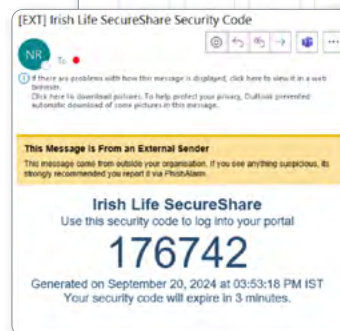 [EXT] Irish Life SecureShare Security Code
NR
To
If there are problems with how this message is displayed, click here to view it in a web
browser.
Click here to download pictures. To help protect your privacy, Outlook prevented
automatic download of some pictures in this message.
This Message is From an External Sender
This message came from outside your organisation. If you see anything suspicious, its
strongly recommended you report it via PhishAlarm.
Irish Life SecureShare
Use this security code to log into your portal
176742
Generated on September 20, 2024 at 03:53:18 PM IST
Your security code will expire in 3 minutes.